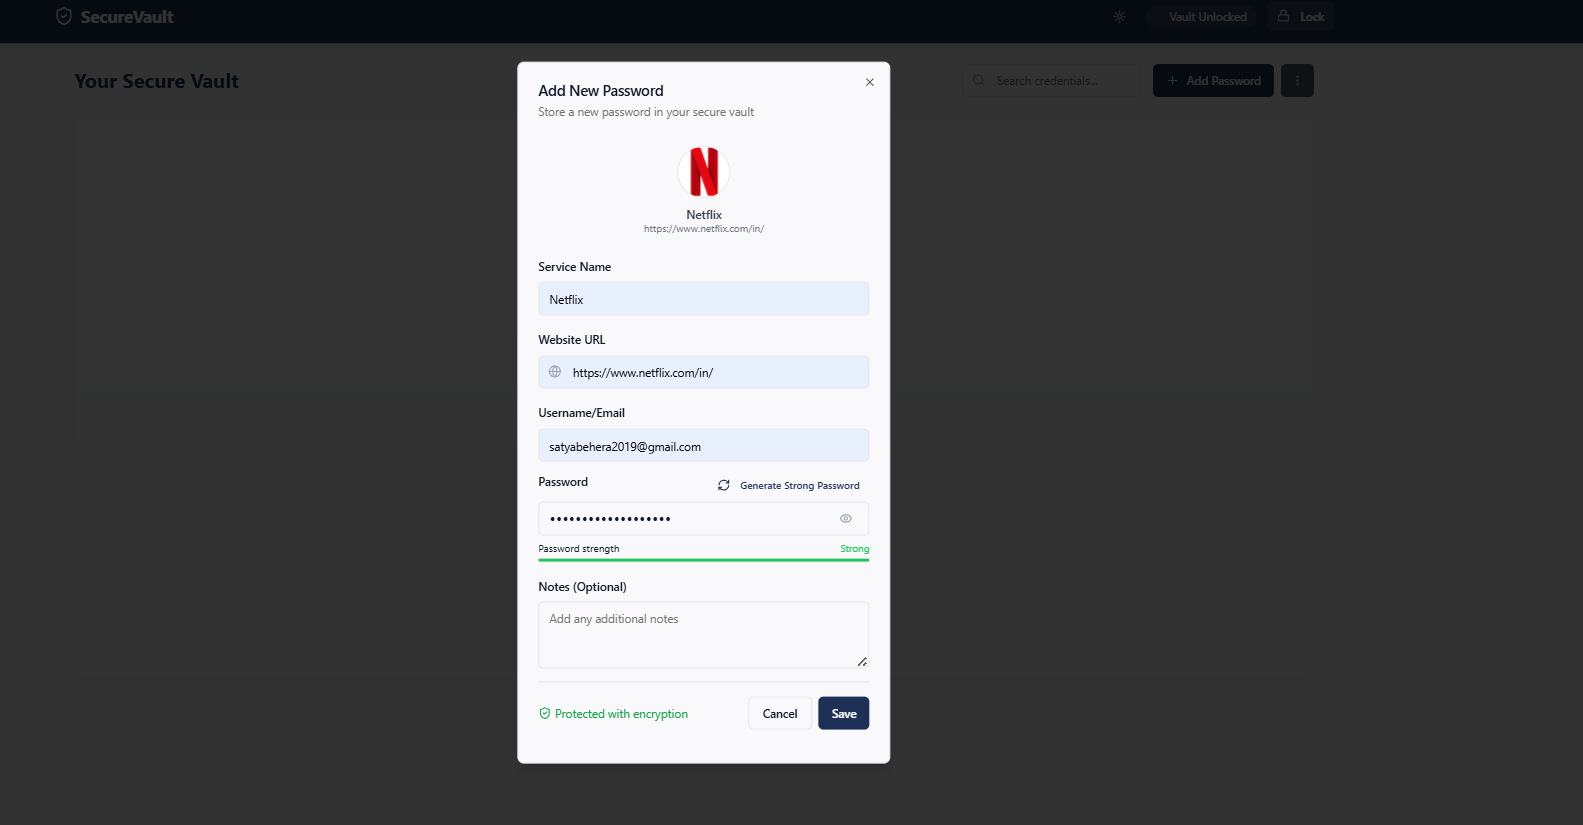 SecureVault
Vault Unlocked
Lock
Your Secure Vault
Search credentials...
Add Password
Add New Password
Store a new password in your secure vault
N
Netflix
https://www.netflix.com/in/
Service Name
Netflix
Website URL
https://www.netflix.com/in/
Username/Email
satyabehera2019@gmail.com
Password
Generate Strong Password
•••••••••••••••••••
Password strength
Strong
Notes (Optional)
Add any additional notes
Protected with encryption
Cancel
Save